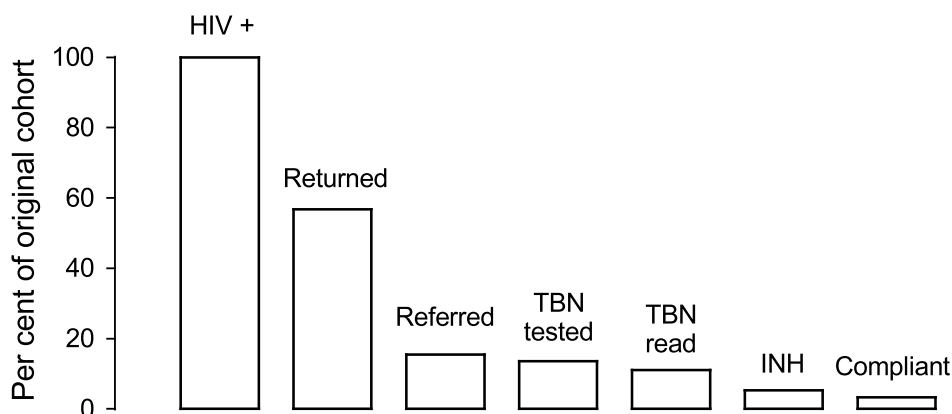 HIV +
Per cent of original cohort
100
80
60
40
20
0
Returned
Referred
TBN
tested
TBN
read
INH
Compliant